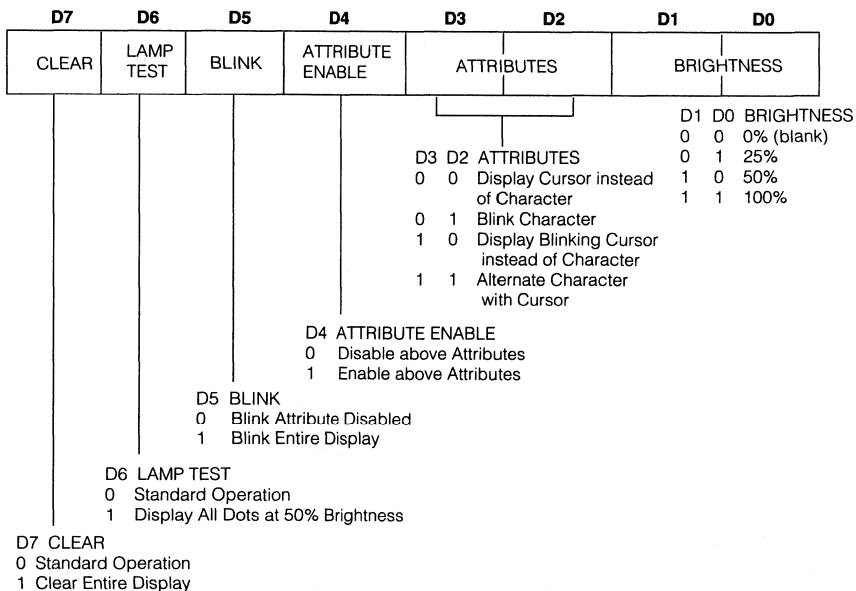 D7 D6 D5 D4 D3 D2 D1 D0
CLEAR
LAMP
TEST
BLINK
ATTRIBUTE
ENABLE
ATTRIBUTES
BRIGHTNESS
D1 D0 BRIGHTNESS
0 0 0% (blank)
0 1 25%
1 0 50%
1 1 100%
D3 D2 ATTRIBUTES
0 0 Display Cursor instead
of Character
0 1 Blink Character
1 0 Display Blinking Cursor
instead of Character
1 1 Alternate Character
with Cursor
D4 ATTRIBUTE ENABLE
0 Disable above Attributes
1 Enable above Attributes
D5 BLINK
0 Blink Attribute Disabled
1 Blink Entire Display
D6 LAMP TEST
0 Standard Operation
1 Display All Dots at 50% Brightness
D7 CLEAR
0 Standard Operation
1 Clear Entire Display